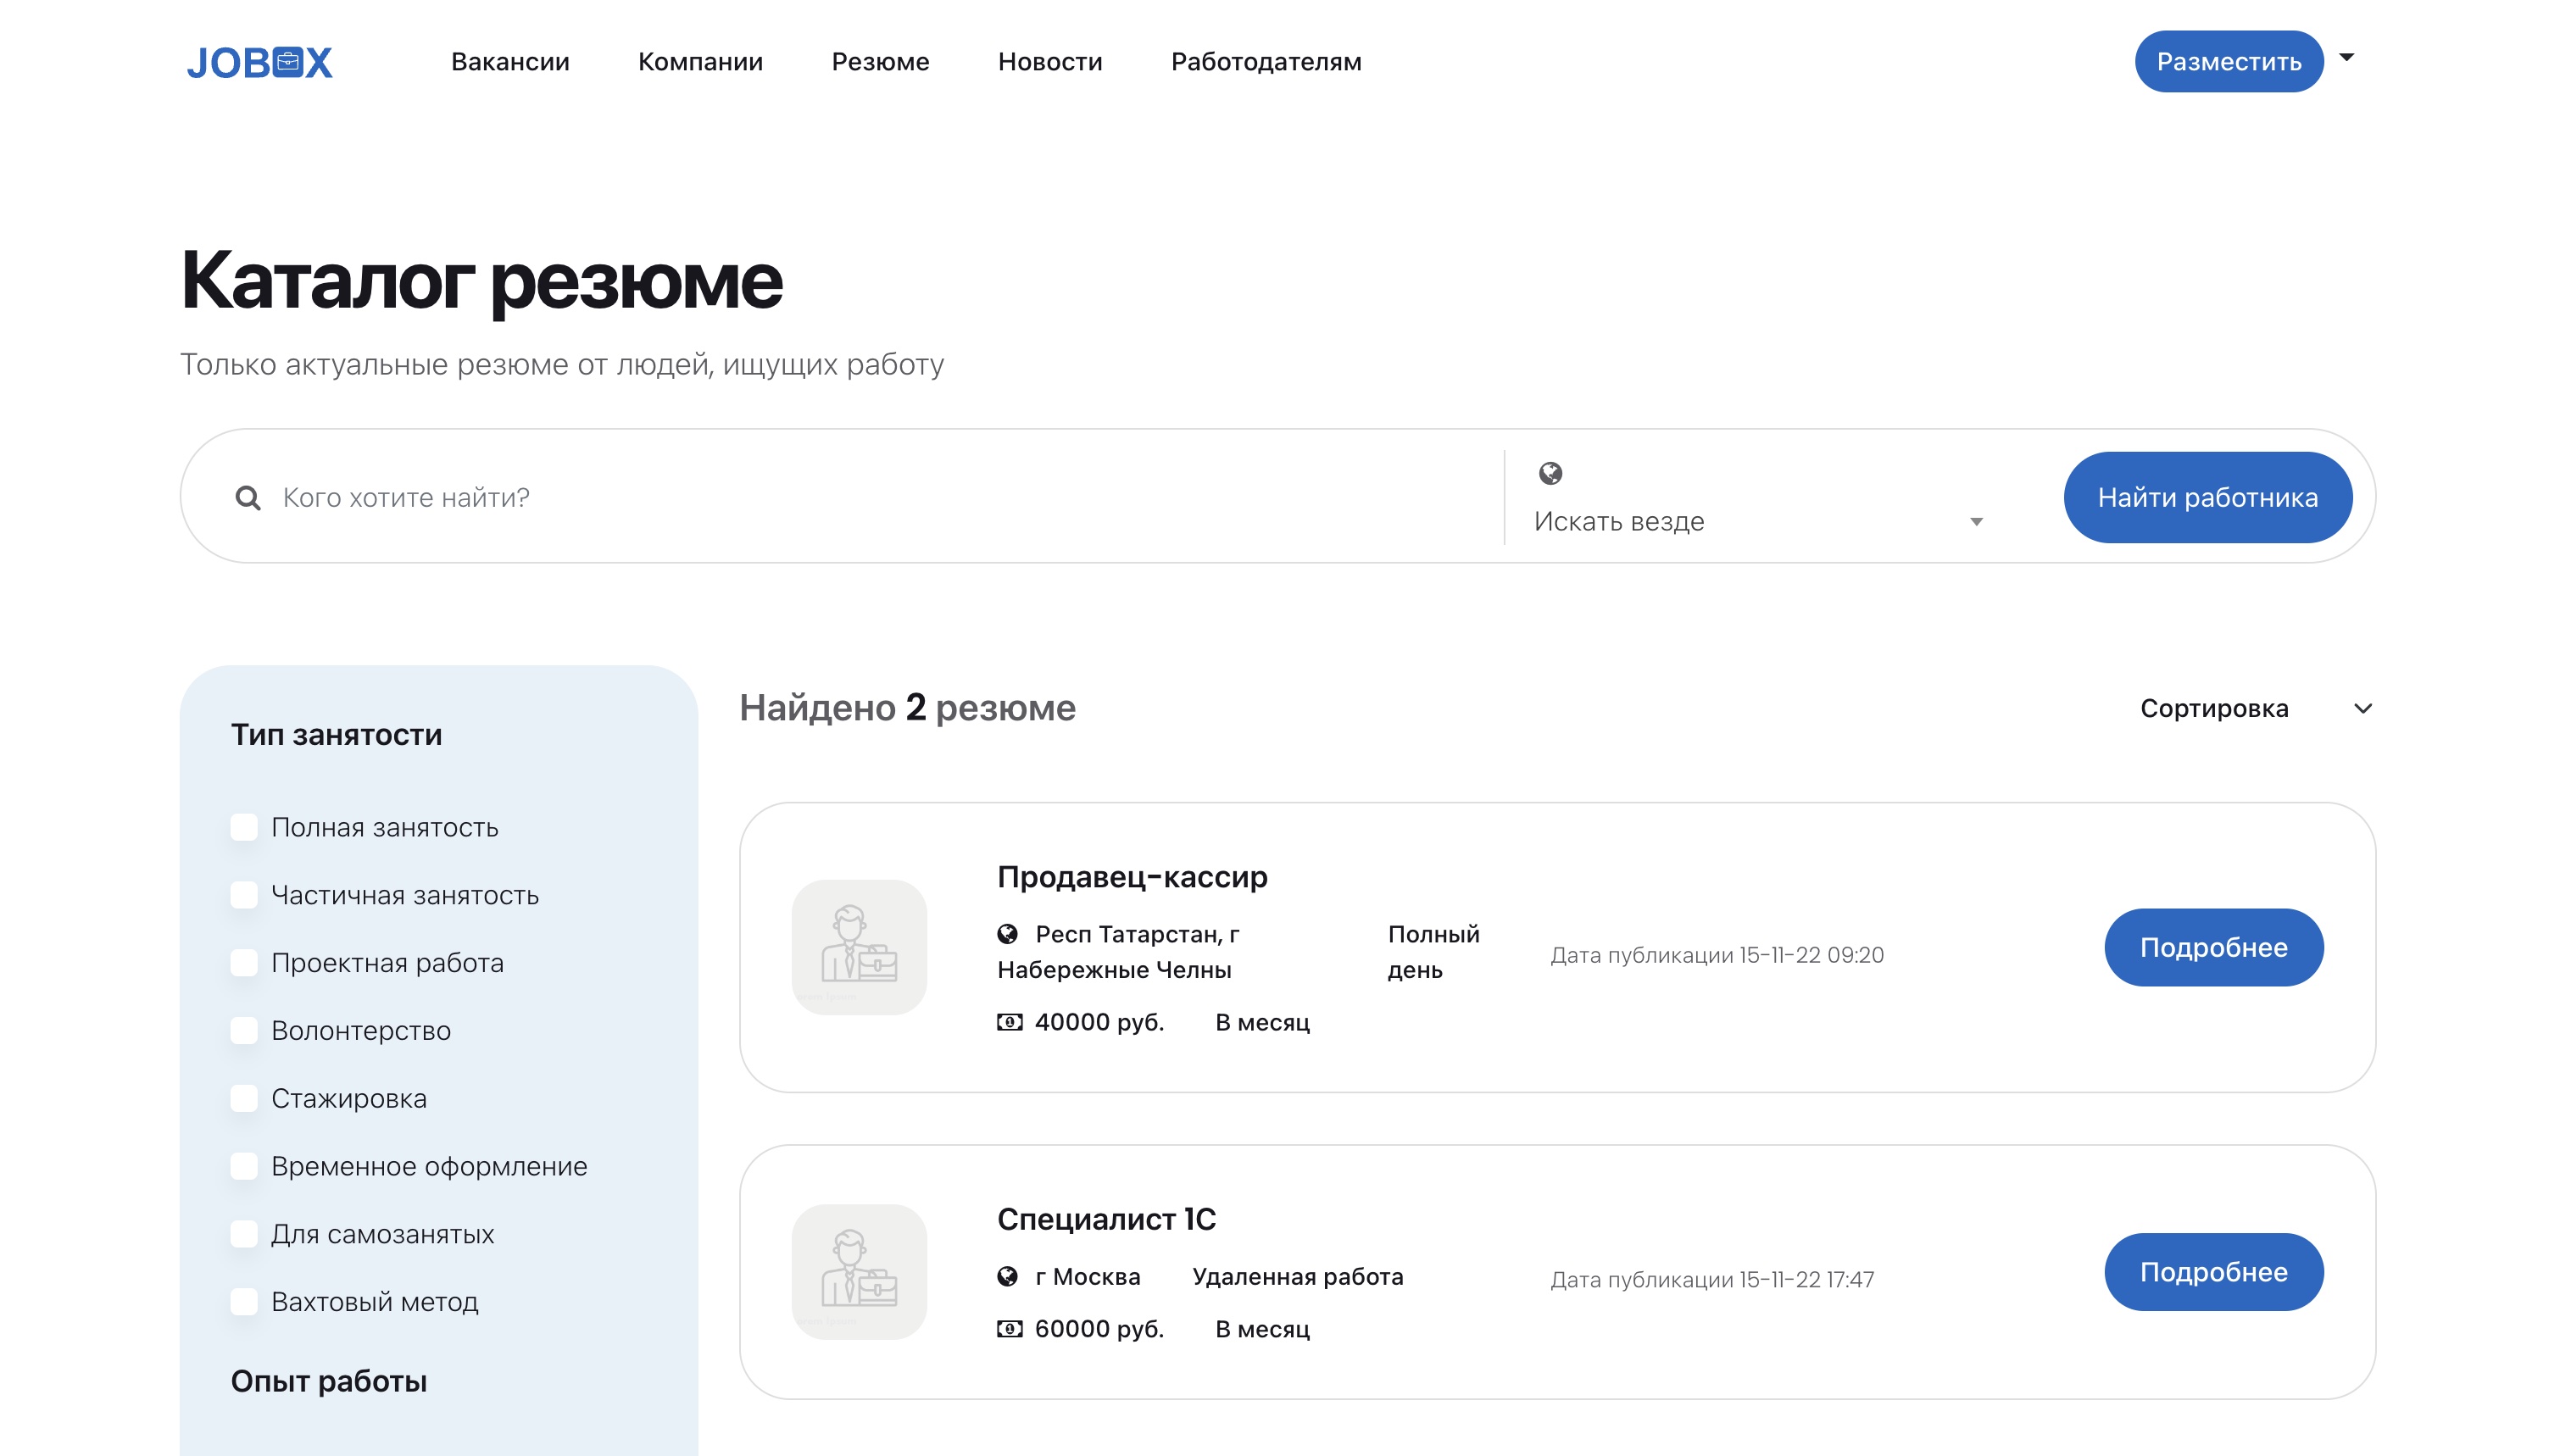 JOBOX
Вакансии
Компании
Резюме
Новости
Работодателям
Разместить
Каталог резюме
Только актуальные резюме от людей, ищущих работу
Кого хотите найти?
Искать везде
Найти работника
Тип занятости
Полная занятость
Частичная занятость
Проектная работа
Волонтерство
Стажировка
Временное оформление
Для самозанятых
Вахтовый метод
Опыт работы
Найдено 2 резюме
Сортировка
Продавец-кассир
Респ Татарстан, г
Набережные Челны
Полный
день
40000 руб. В месяц
Дата публикации 15-11-22 09:20
Подробнее
Специалист 1С
г Москва Удаленная работа
60000 руб. В месяц
Дата публикации 15-11-22 17:47
Подробнее